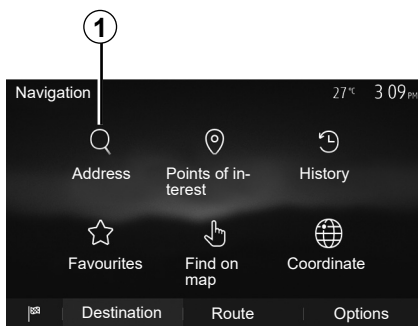 1
Navigation 27°C 3 09 PM
Address Points of in-
terest History
Favourites Find on
map Coordinate
Destination Route Options